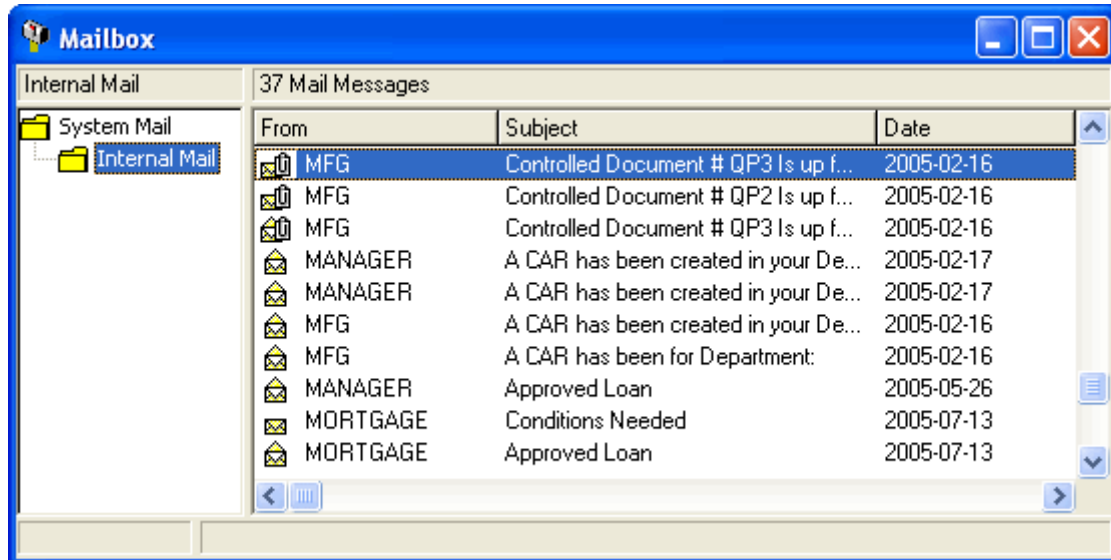 Mailbox
Internal Mail 37 Mail Messages
System Mail From Subject Date
Internal Mail MFG Controlled Document # QP3 Is up f... 2005-02-16
MFG Controlled Document # QP2 Is up f... 2005-02-16
MFG Controlled Document # QP3 Is up f... 2005-02-16
MANAGER A CAR has been created in your De... 2005-02-17
MANAGER A CAR has been created in your De... 2005-02-17
MFG A CAR has been created in your De... 2005-02-16
MFG A CAR has been for Department: 2005-02-16
MANAGER Approved Loan 2005-05-26
MORTGAGE Conditions Needed 2005-07-13
MORTGAGE Approved Loan 2005-07-13